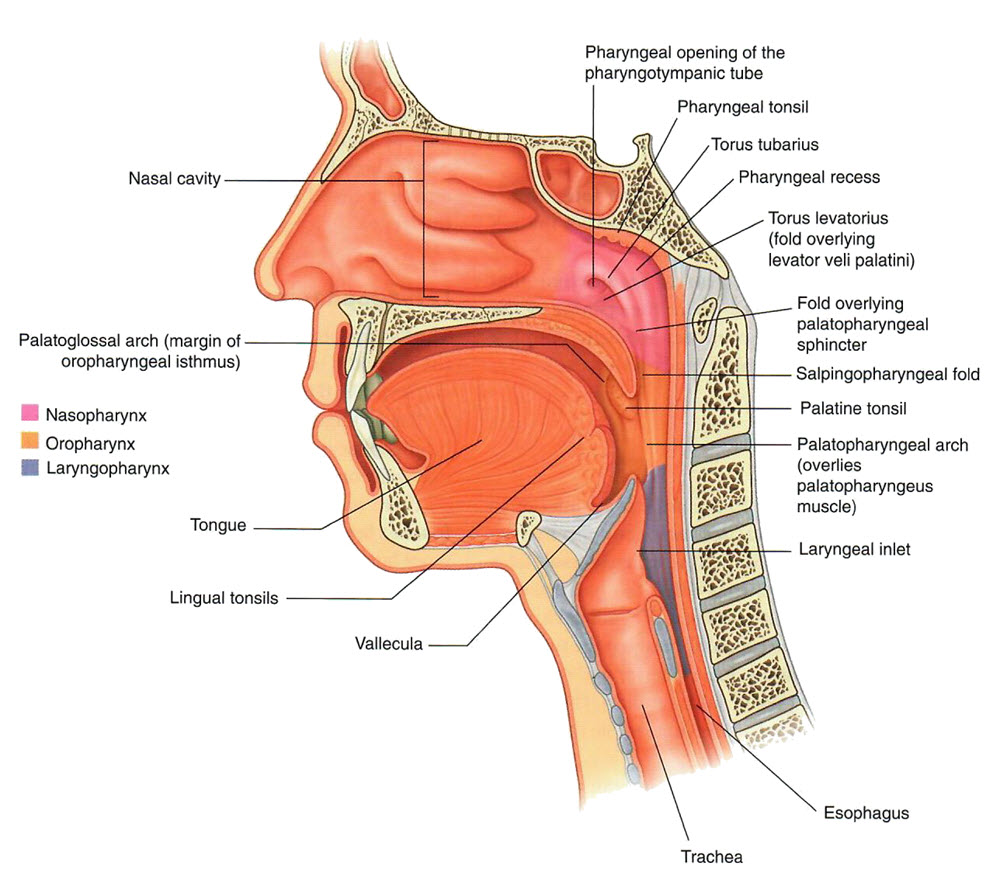 Pharyngeal opening of the
pharyngotympanic tube
Pharyngeal tonsil
Torus tubarius
Nasal cavity
Pharyngeal recess
Torus levatorius
(fold overlying
levator veli palatini)
Fold overlying
palatopharyngeal
sphincter
Palatoglossal arch (margin of
oropharyngeal isthmus)
Salpingopharyngeal fold
Palatine tonsil
Nasopharynx
Oropharynx
Laryngopharynx
Palatopharyngeal arch
(overlies
palatopharyngeus
muscle)
Tongue
Laryngeal inlet
Lingual tonsils
Vallecula
Esophagus
Trachea